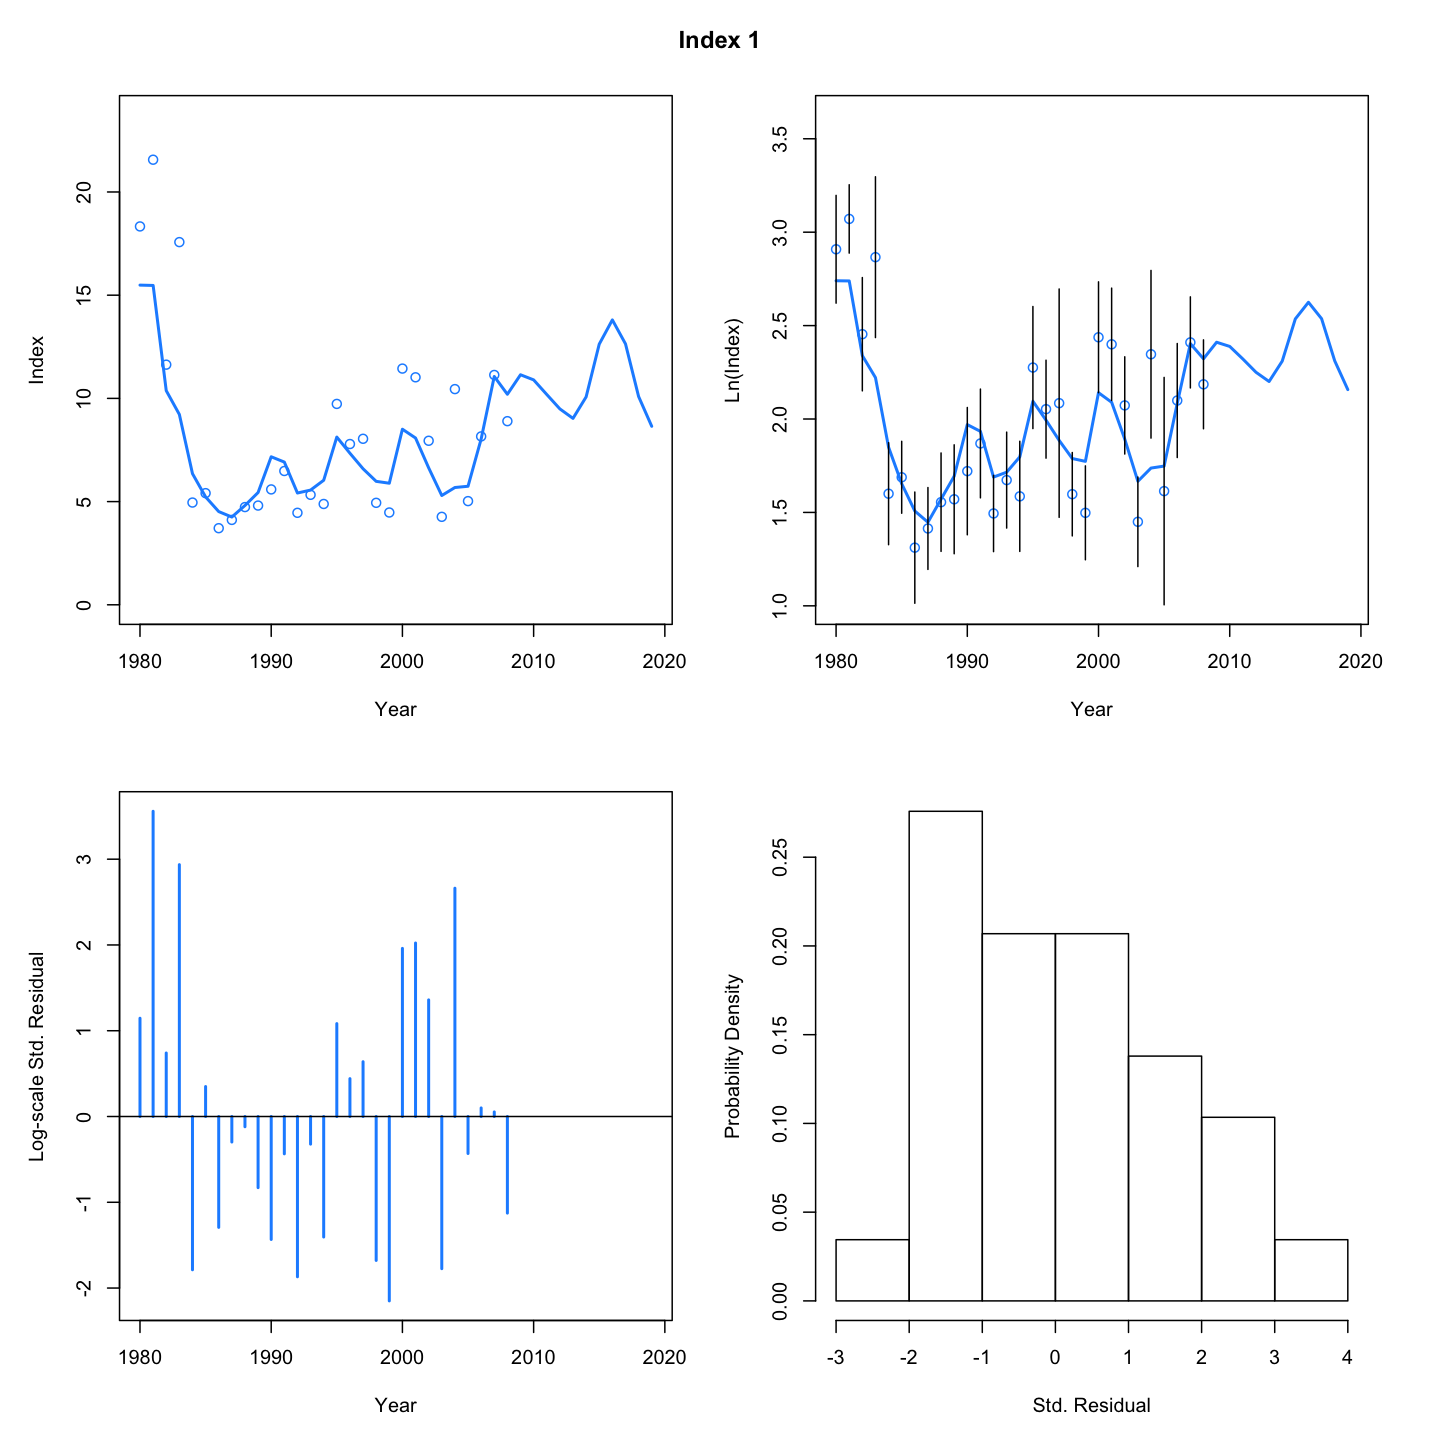 Index 1
Index
0 5 10 15 20
1980 1990 2000 2010 2020
Year
Ln(Index)
1.0 1.5 2.0 2.5 3.0 3.5
1980 1990 2000 2010 2020
Year
Log-scale Std. Residual
-2 -1 0 1 2 3
1980 1990 2000 2010 2020
Year
Probability Density
0.00 0.05 0.10 0.15 0.20 0.25
-3 -2 -1 0 1 2 3 4
Std. Residual